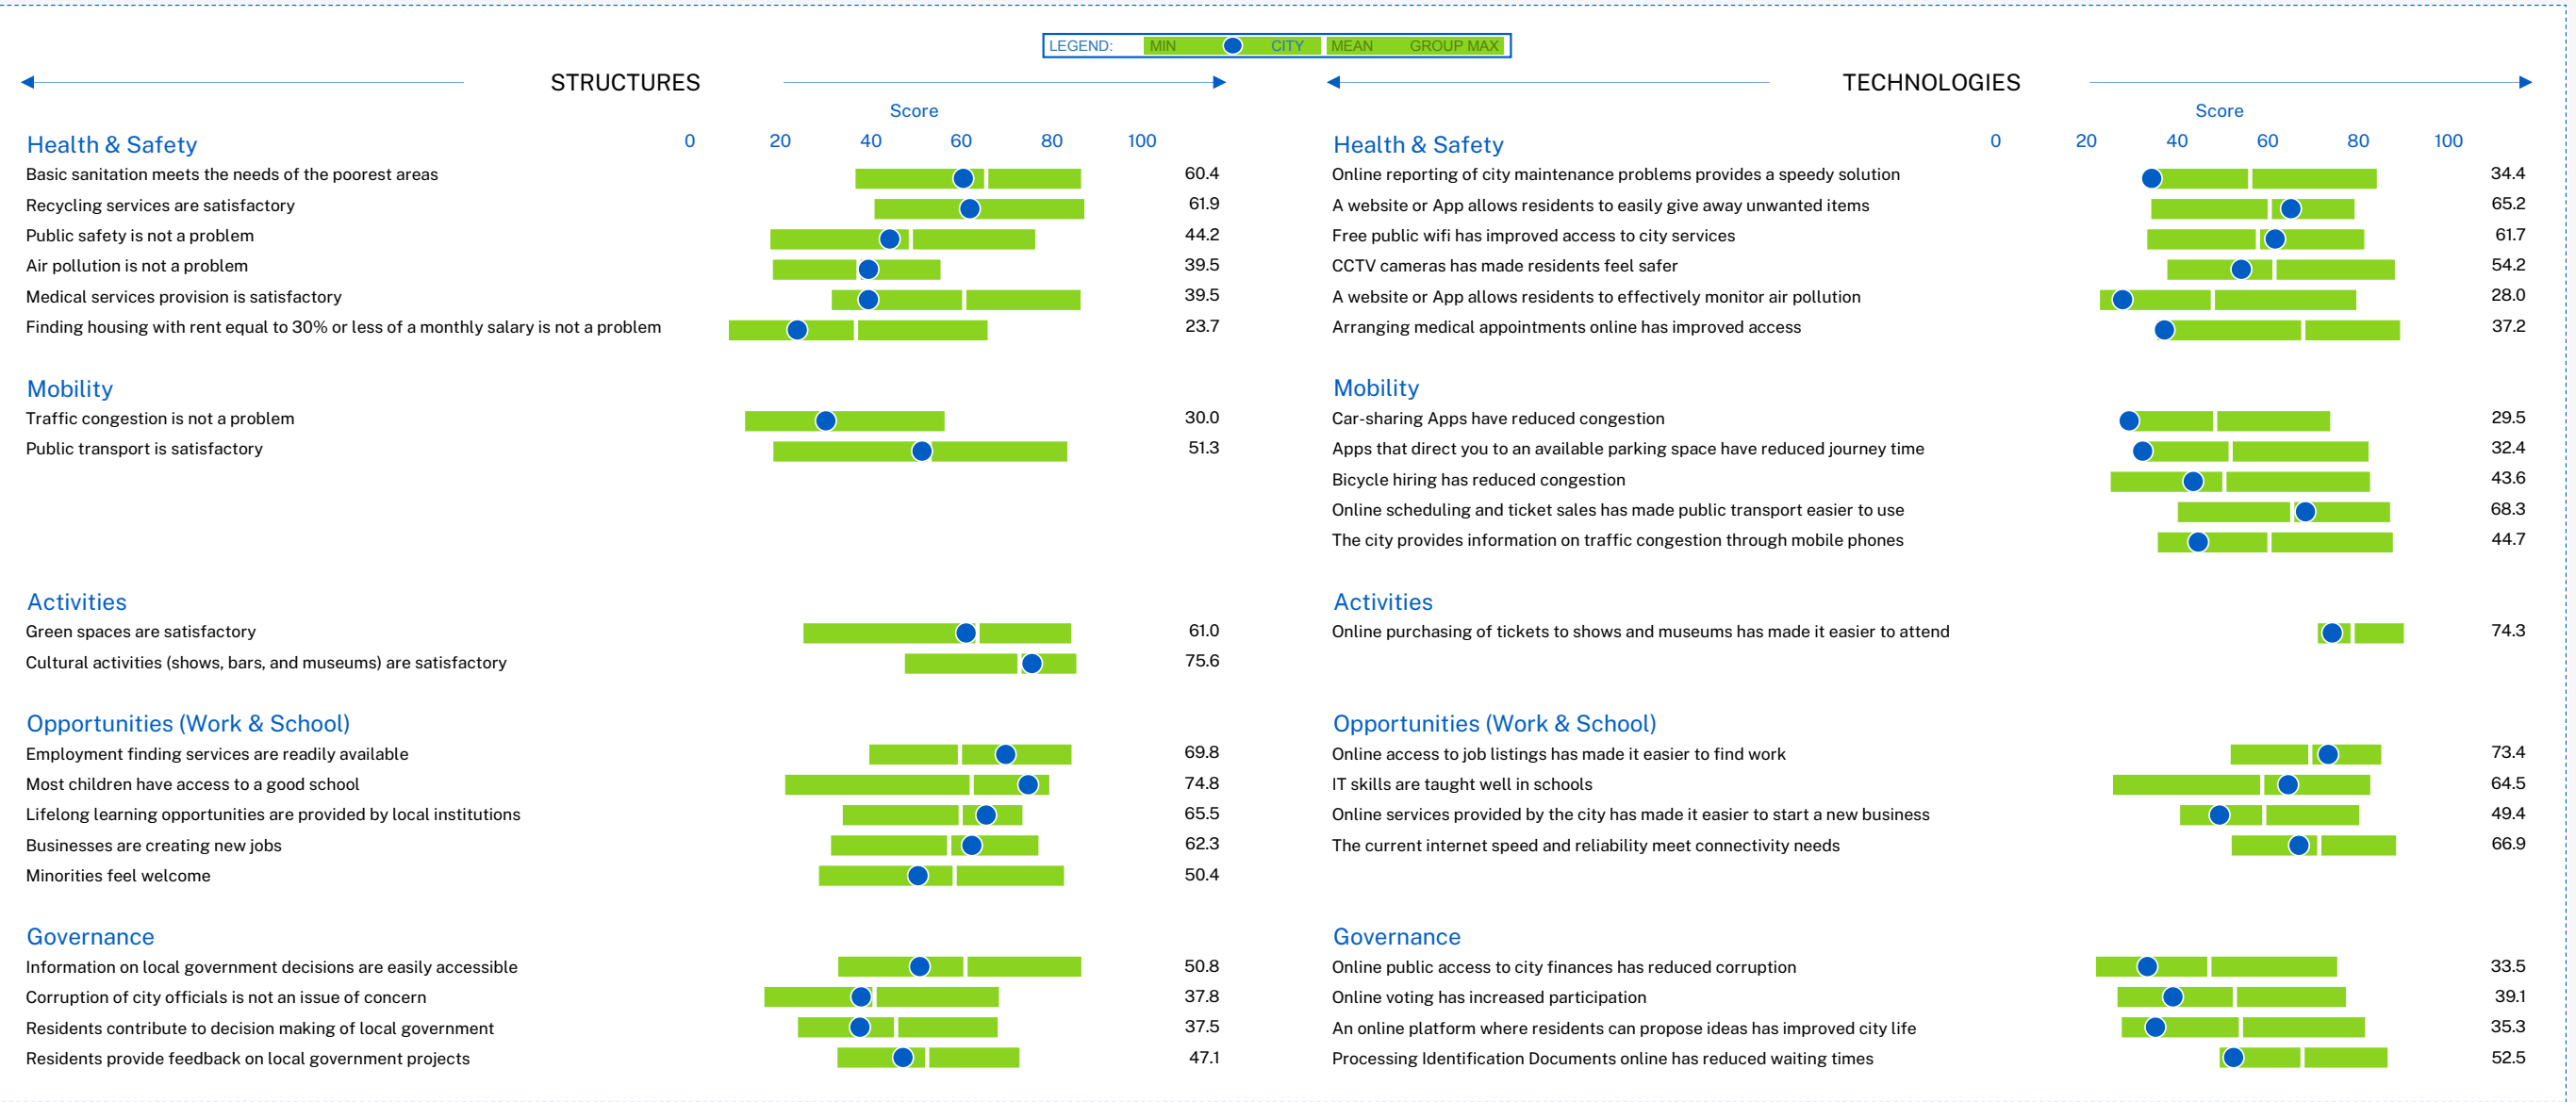 LEGEND: MIN CITY MEAN GROUP MAX
STRUCTURES
Score
0 20 40 60 80 100
Health & Safety
Basic sanitation meets the needs of the poorest areas 60.4
Recycling services are satisfactory 61.9
Public safety is not a problem 44.2
Air pollution is not a problem 39.5
Medical services provision is satisfactory 39.5
Finding housing with rent equal to 30% or less of a monthly salary is not a problem 23.7
Mobility
Traffic congestion is not a problem 30.0
Public transport is satisfactory 51.3
Activities
Green spaces are satisfactory 61.0
Cultural activities (shows, bars, and museums) are satisfactory 75.6
Opportunities (Work & School)
Employment finding services are readily available 69.8
Most children have access to a good school 74.8
Lifelong learning opportunities are provided by local institutions 65.5
Businesses are creating new jobs 62.3
Minorities feel welcome 50.4
Governance
Information on local government decisions are easily accessible 50.8
Corruption of city officials is not an issue of concern 37.8
Residents contribute to decision making of local government 37.5
Residents provide feedback on local government projects 47.1
TECHNOLOGIES
Score
0 20 40 60 80 100
Health & Safety
Online reporting of city maintenance problems provides a speedy solution 34.4
A website or App allows residents to easily give away unwanted items 65.2
Free public wifi has improved access to city services 61.7
CCTV cameras has made residents feel safer 54.2
A website or App allows residents to effectively monitor air pollution 28.0
Arranging medical appointments online has improved access 37.2
Mobility
Car-sharing Apps have reduced congestion 29.5
Apps that direct you to an available parking space have reduced journey time 32.4
Bicycle hiring has reduced congestion 43.6
Online scheduling and ticket sales has made public transport easier to use 68.3
The city provides information on traffic congestion through mobile phones 44.7
Activities
Online purchasing of tickets to shows and museums has made it easier to attend 74.3
Opportunities (Work & School)
Online access to job listings has made it easier to find work 73.4
IT skills are taught well in schools 64.5
Online services provided by the city has made it easier to start a new business 49.4
The current internet speed and reliability meet connectivity needs 66.9
Governance
Online public access to city finances has reduced corruption 33.5
Online voting has increased participation 39.1
An online platform where residents can propose ideas has improved city life 35.3
Processing Identification Documents online has reduced waiting times 52.5